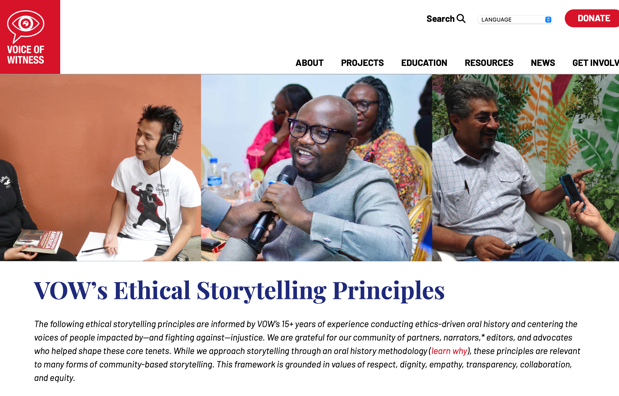 VOICE OF
WITNESS
Search
LANGUAGE
DONATE
ABOUT PROJECTS EDUCATION RESOURCES NEWS GET INVOLV
VOW's Ethical Storytelling Principles
The following ethical storytelling principles are informed by VOW's 15+ years of experience conducting ethics-driven oral history and centering the
voices of people impacted by—and fighting against—injustice. We are grateful for our community of partners, narrators,* editors, and advocates
who helped shape these core tenets. While we approach storytelling through an oral history methodology (learn why), these principles are relevant
to many forms of community-based storytelling. This framework is grounded in values of respect, dignity, empathy, transparency, collaboration,
and equity.